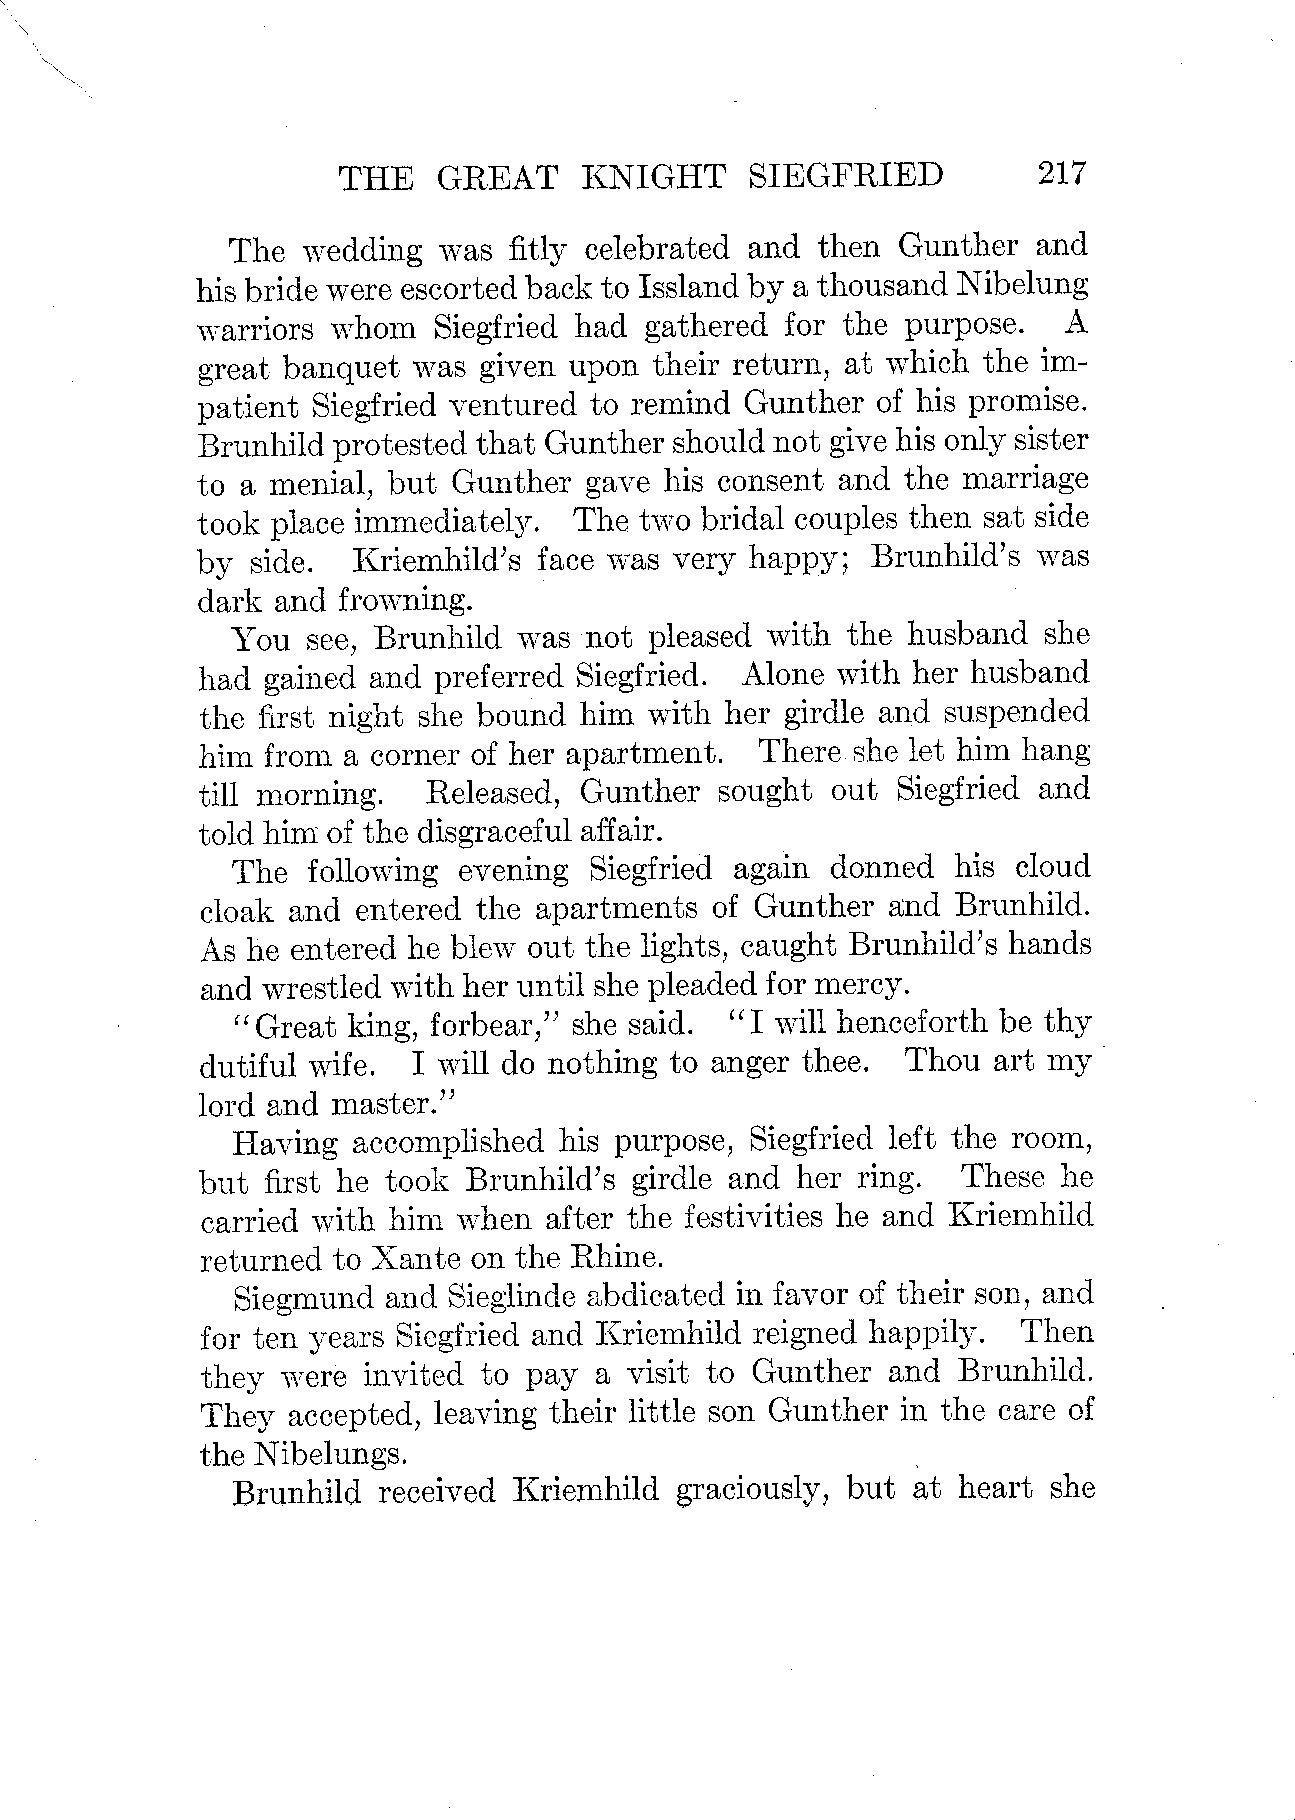 THE GREAT KNIGHT SIEGFRIED 217
The wedding was fitly celebrated and then Gunther and
his bride were escorted back to Issland by a thousand Nibelung
warriors whom Siegfried had gathered for the purpose. A
great banquet was given upon their return, at which the im-
patient Siegfried ventured to remind Gunther of his promise.
Brunhild protested that Gunther should not give his only sister
to a menial, but Gunther gave his consent and the marriage
took place immediately. The two bridal couples then sat side
by side. Kriemhild's face was very happy; Brunhild's was
dark and frowning.
You see, Brunhild was not pleased with the husband she
had gained and preferred Siegfried. Alone with her husband
the first night she bound him with her girdle and suspended
him from a corner of her apartment. There she let him hang
till morning. Released, Gunther sought out Siegfried and
told him of the disgraceful affair.
The following evening Siegfried again donned his cloud
cloak and entered the apartments of Gunther and Brunhild.
As he entered he blew out the lights, caught Brunhild's hands
and wrestled with her until she pleaded for mercy.
"Great king, forbear," she said. "I will henceforth be thy
dutiful wife. I will do nothing to anger thee. Thou art my
lord and master."
Having accomplished his purpose, Siegfried left the room,
but first he took Brunhild's girdle and her ring. These he
carried with him when after the festivities he and Kriemhild
returned to Xante on the Rhine.
Siegmund and Sieglinde abdicated in favor of their son, and
for ten years Siegfried and Kriemhild reigned happily. Then
they were invited to pay a visit to Gunther and Brunhild.
They accepted, leaving their little son Gunther in the care of
the Nibelungs.
Brunhild received Kriemhild graciously, but at heart she